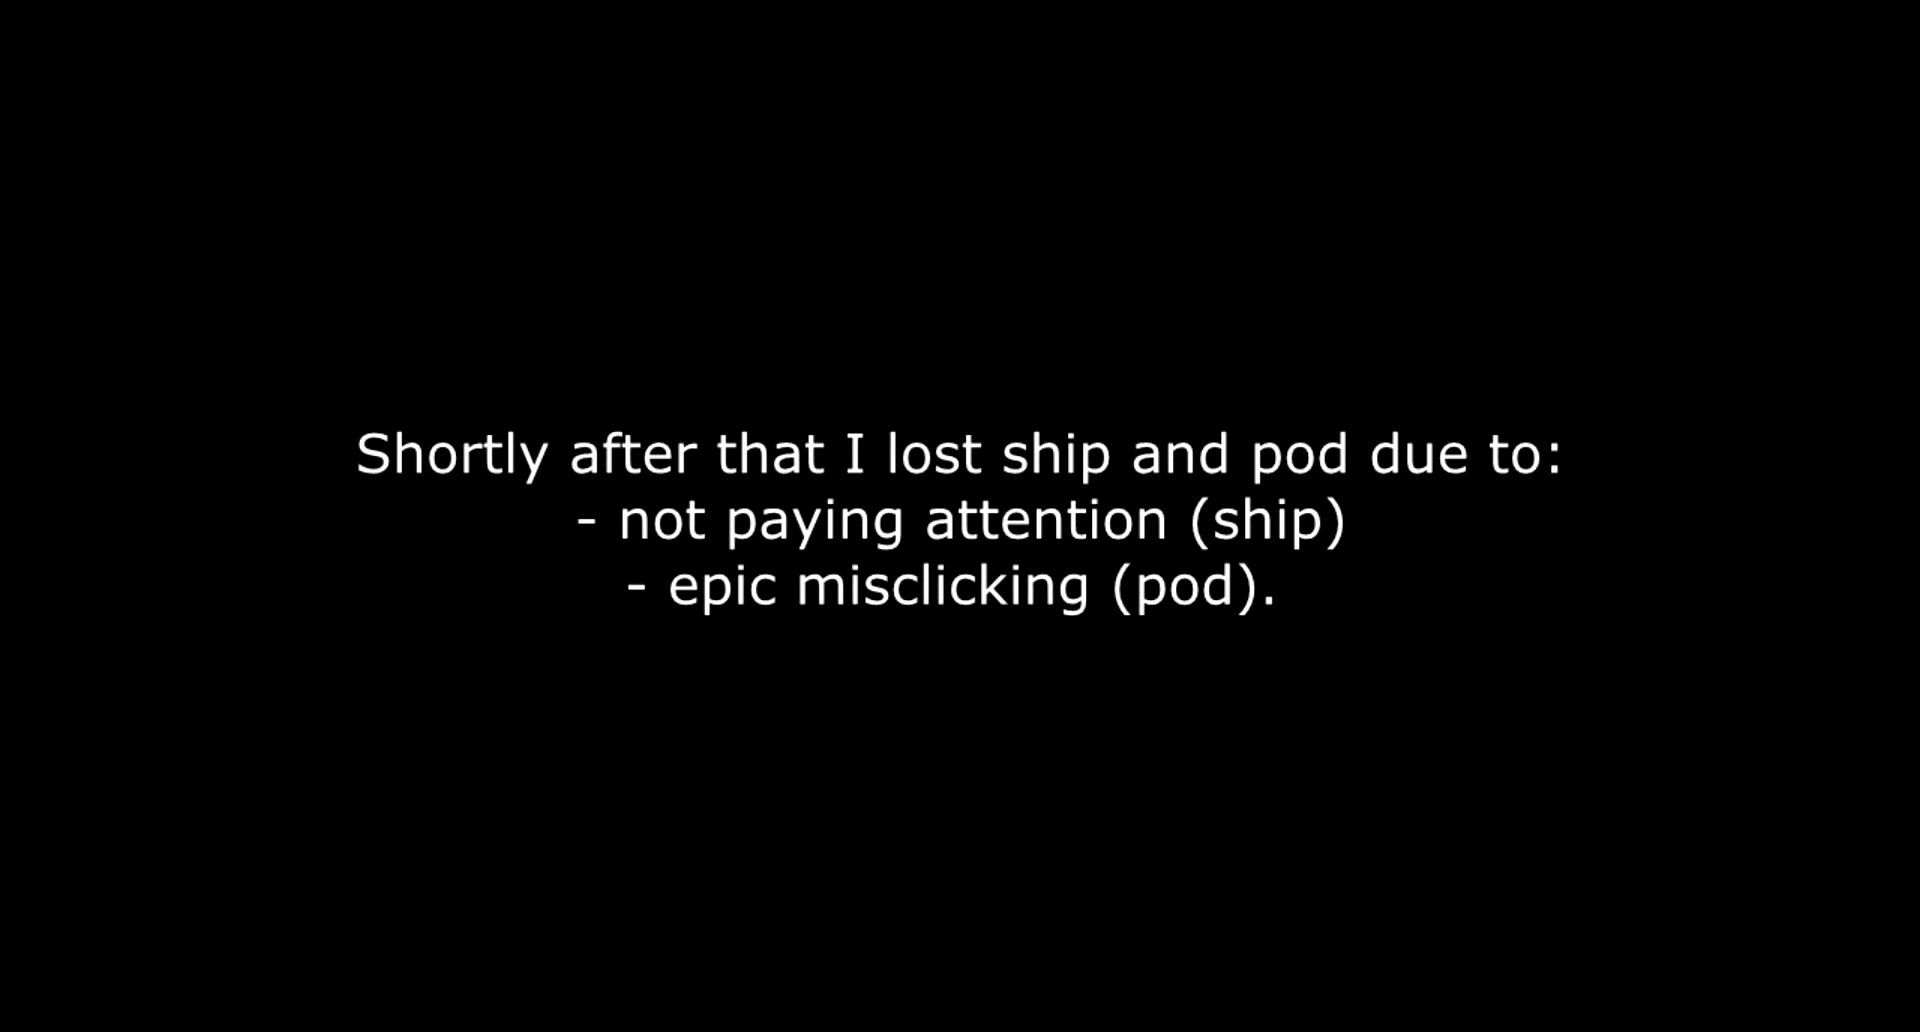 Shortly after that I lost ship and pod due to:
- not paying attention (ship)
- epic misclicking (pod).